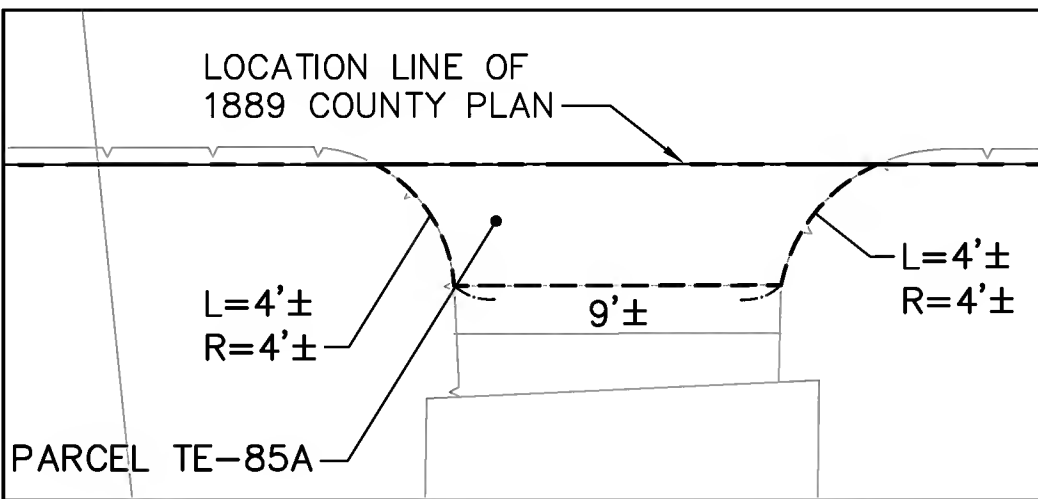 LOCATION LINE OF
1889 COUNTY PLAN
L=4'±
R=4'±
9'±
L=4'±
R=4'±
PARCEL TE-85A